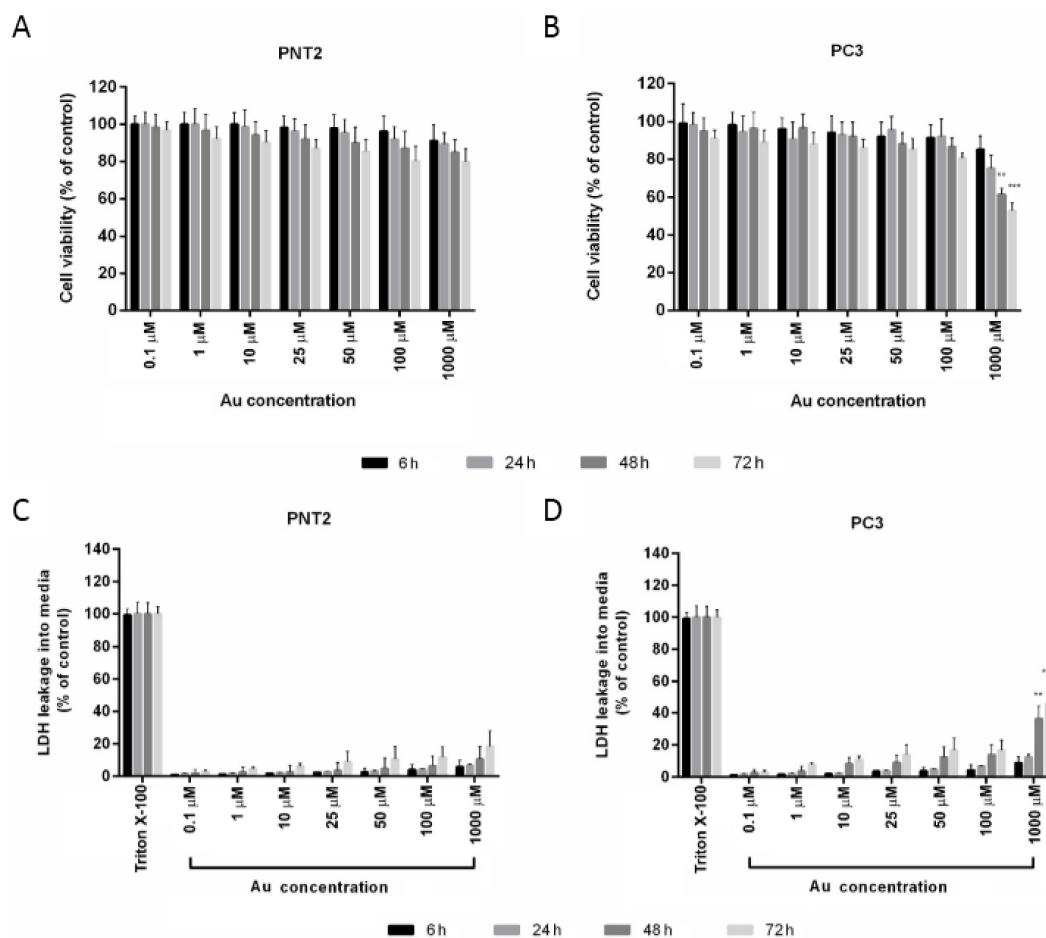 A
PNT2
Cell viability (% of control)
120
100
80
60
40
20
0
0.1 μM
1 μM
10 μM
25 μM
50 μM
100 μM
1000 μM
Au concentration
B
PC3
Cell viability (% of control)
120
100
80
60
40
20
0
**
***
0.1 μM
1 μM
10 μM
25 μM
50 μM
100 μM
1000 μM
Au concentration
6 h
24 h
48 h
72 h
C
PNT2
LDH leakage into media
(% of control)
140
120
100
80
60
40
20
0
Triton X-100
0.1 μM
1 μM
10 μM
25 μM
50 μM
100 μM
1000 μM
Au concentration
D
PC3
LDH leakage into media
(% of control)
140
120
100
80
60
40
20
0
**
Triton X-100
0.1 μM
1 μM
10 μM
25 μM
50 μM
100 μM
1000 μM
Au concentration
6 h
24 h
48 h
72 h